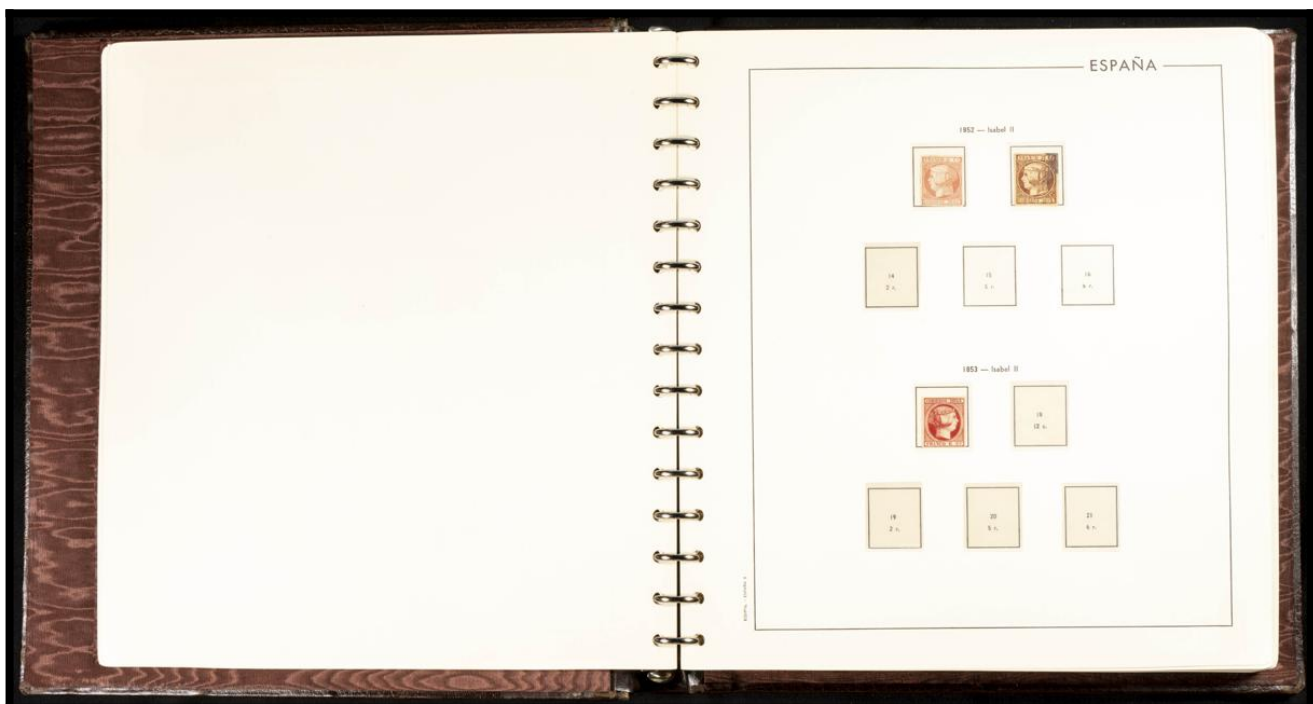 ESPAÑA
1852 — Isabel II
14
2 r.
15
5 r.
16
6 r.
1853 — Isabel II
18
12 c.
19
2 r.
20
5 r.
21
6 r.